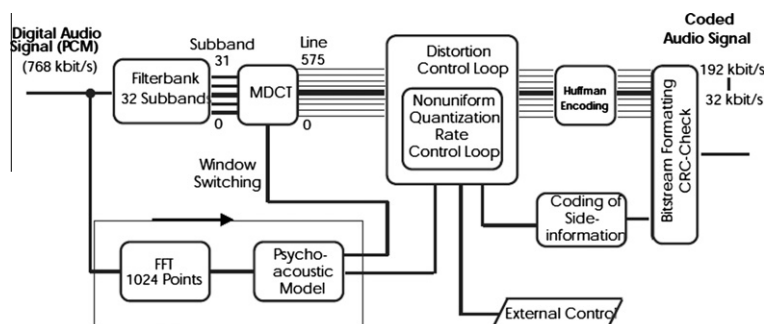 Digital Audio
Signal (PCM)
(768 kbit/s)
Filterbank
32 Subbands
Subband
31
0
MDCT
Line
575
0
Window
Switching
Distortion
Control Loop
Nonuniform
Quantization
Rate
Control Loop
Huffman
Encoding
Bitstream Formatting
CRC-Check
Coded
Audio Signal
192 kbit/s
32 kbit/s
FFT
1024 Points
Psycho-
acoustic
Model
Coding of
Side-
information
External Control